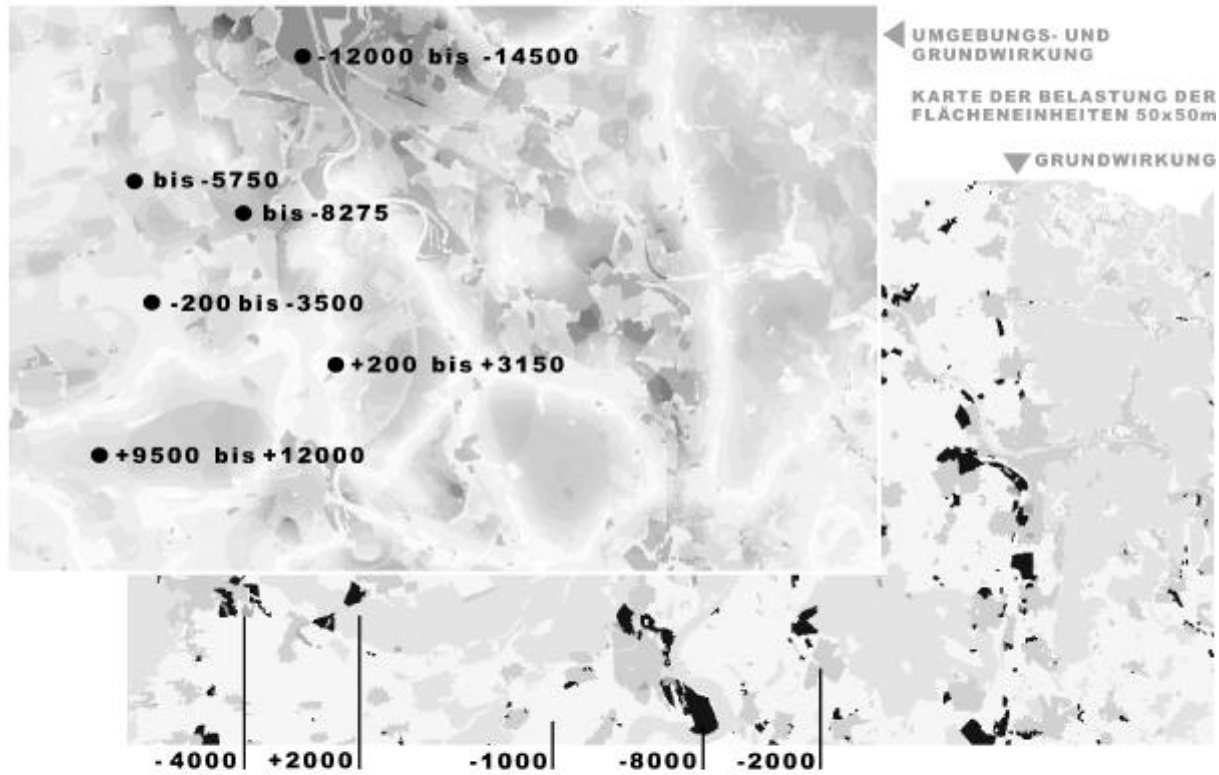 -12000 bis -14500
UMGEBUNGS- UND
GRUNDWIRKUNG
KARTE DER BELASTUNG DER
FLÄCHENEINHEITEN 50x50m
GRUNDWIRKUNG
bis -5750
bis -8275
-200 bis -3500
+200 bis +3150
+9500 bis +12000
-4000 +2000 -1000 -8000 -2000